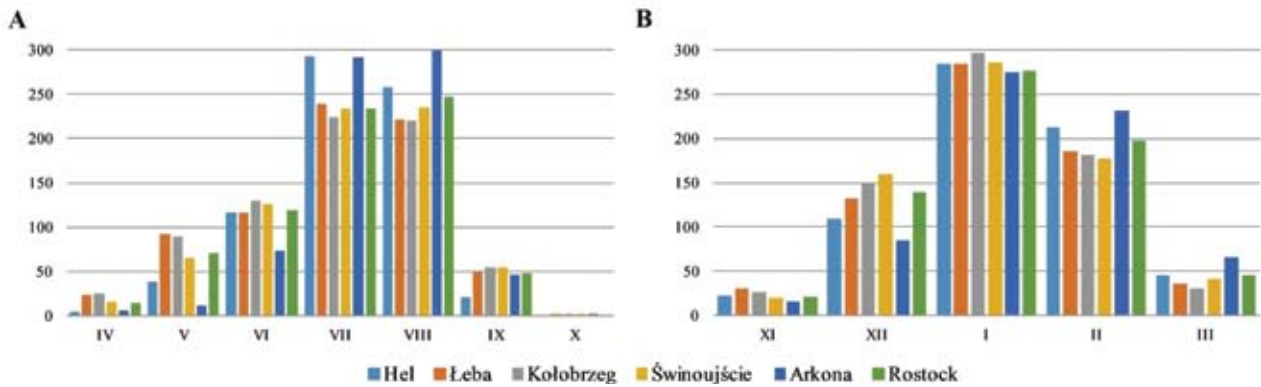 A
300
250
200
150
100
50
0
IV V VI VII VIII IX X
B
300
250
200
150
100
50
0
XI XII I II III
Hel Łeba Kołobrzeg Świnoujście Arkona Rostock